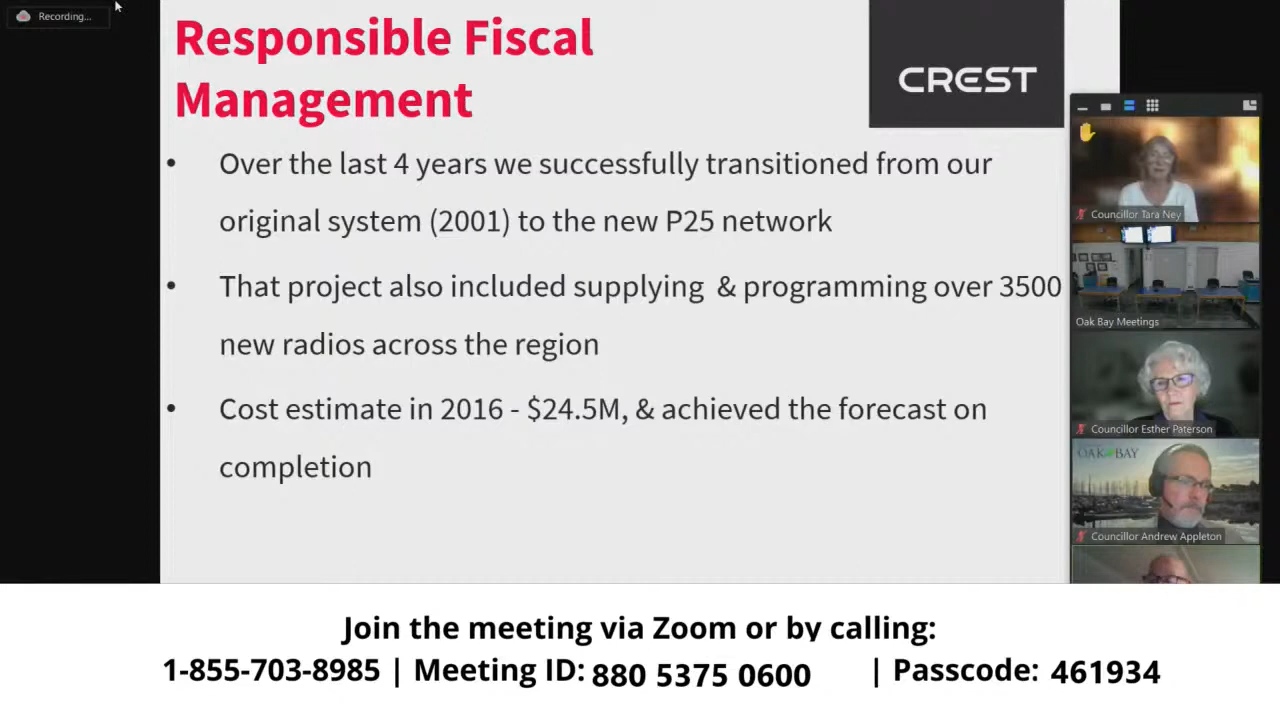 Recording...
Responsible Fiscal
Management
CREST
• Over the last 4 years we successfully transitioned from our
original system (2001) to the new P25 network
• That project also included supplying & programming over 3500
new radios across the region
• Cost estimate in 2016 - $24.5M, & achieved the forecast on
completion
Councillor Tara Ney
Oak Bay Meetings
Councillor Esther Paterson
OAK BAY
Councillor Andrew Appleton
Join the meeting via Zoom or by calling:
1-855-703-8985 | Meeting ID: 880 5375 0600 | Passcode: 461934